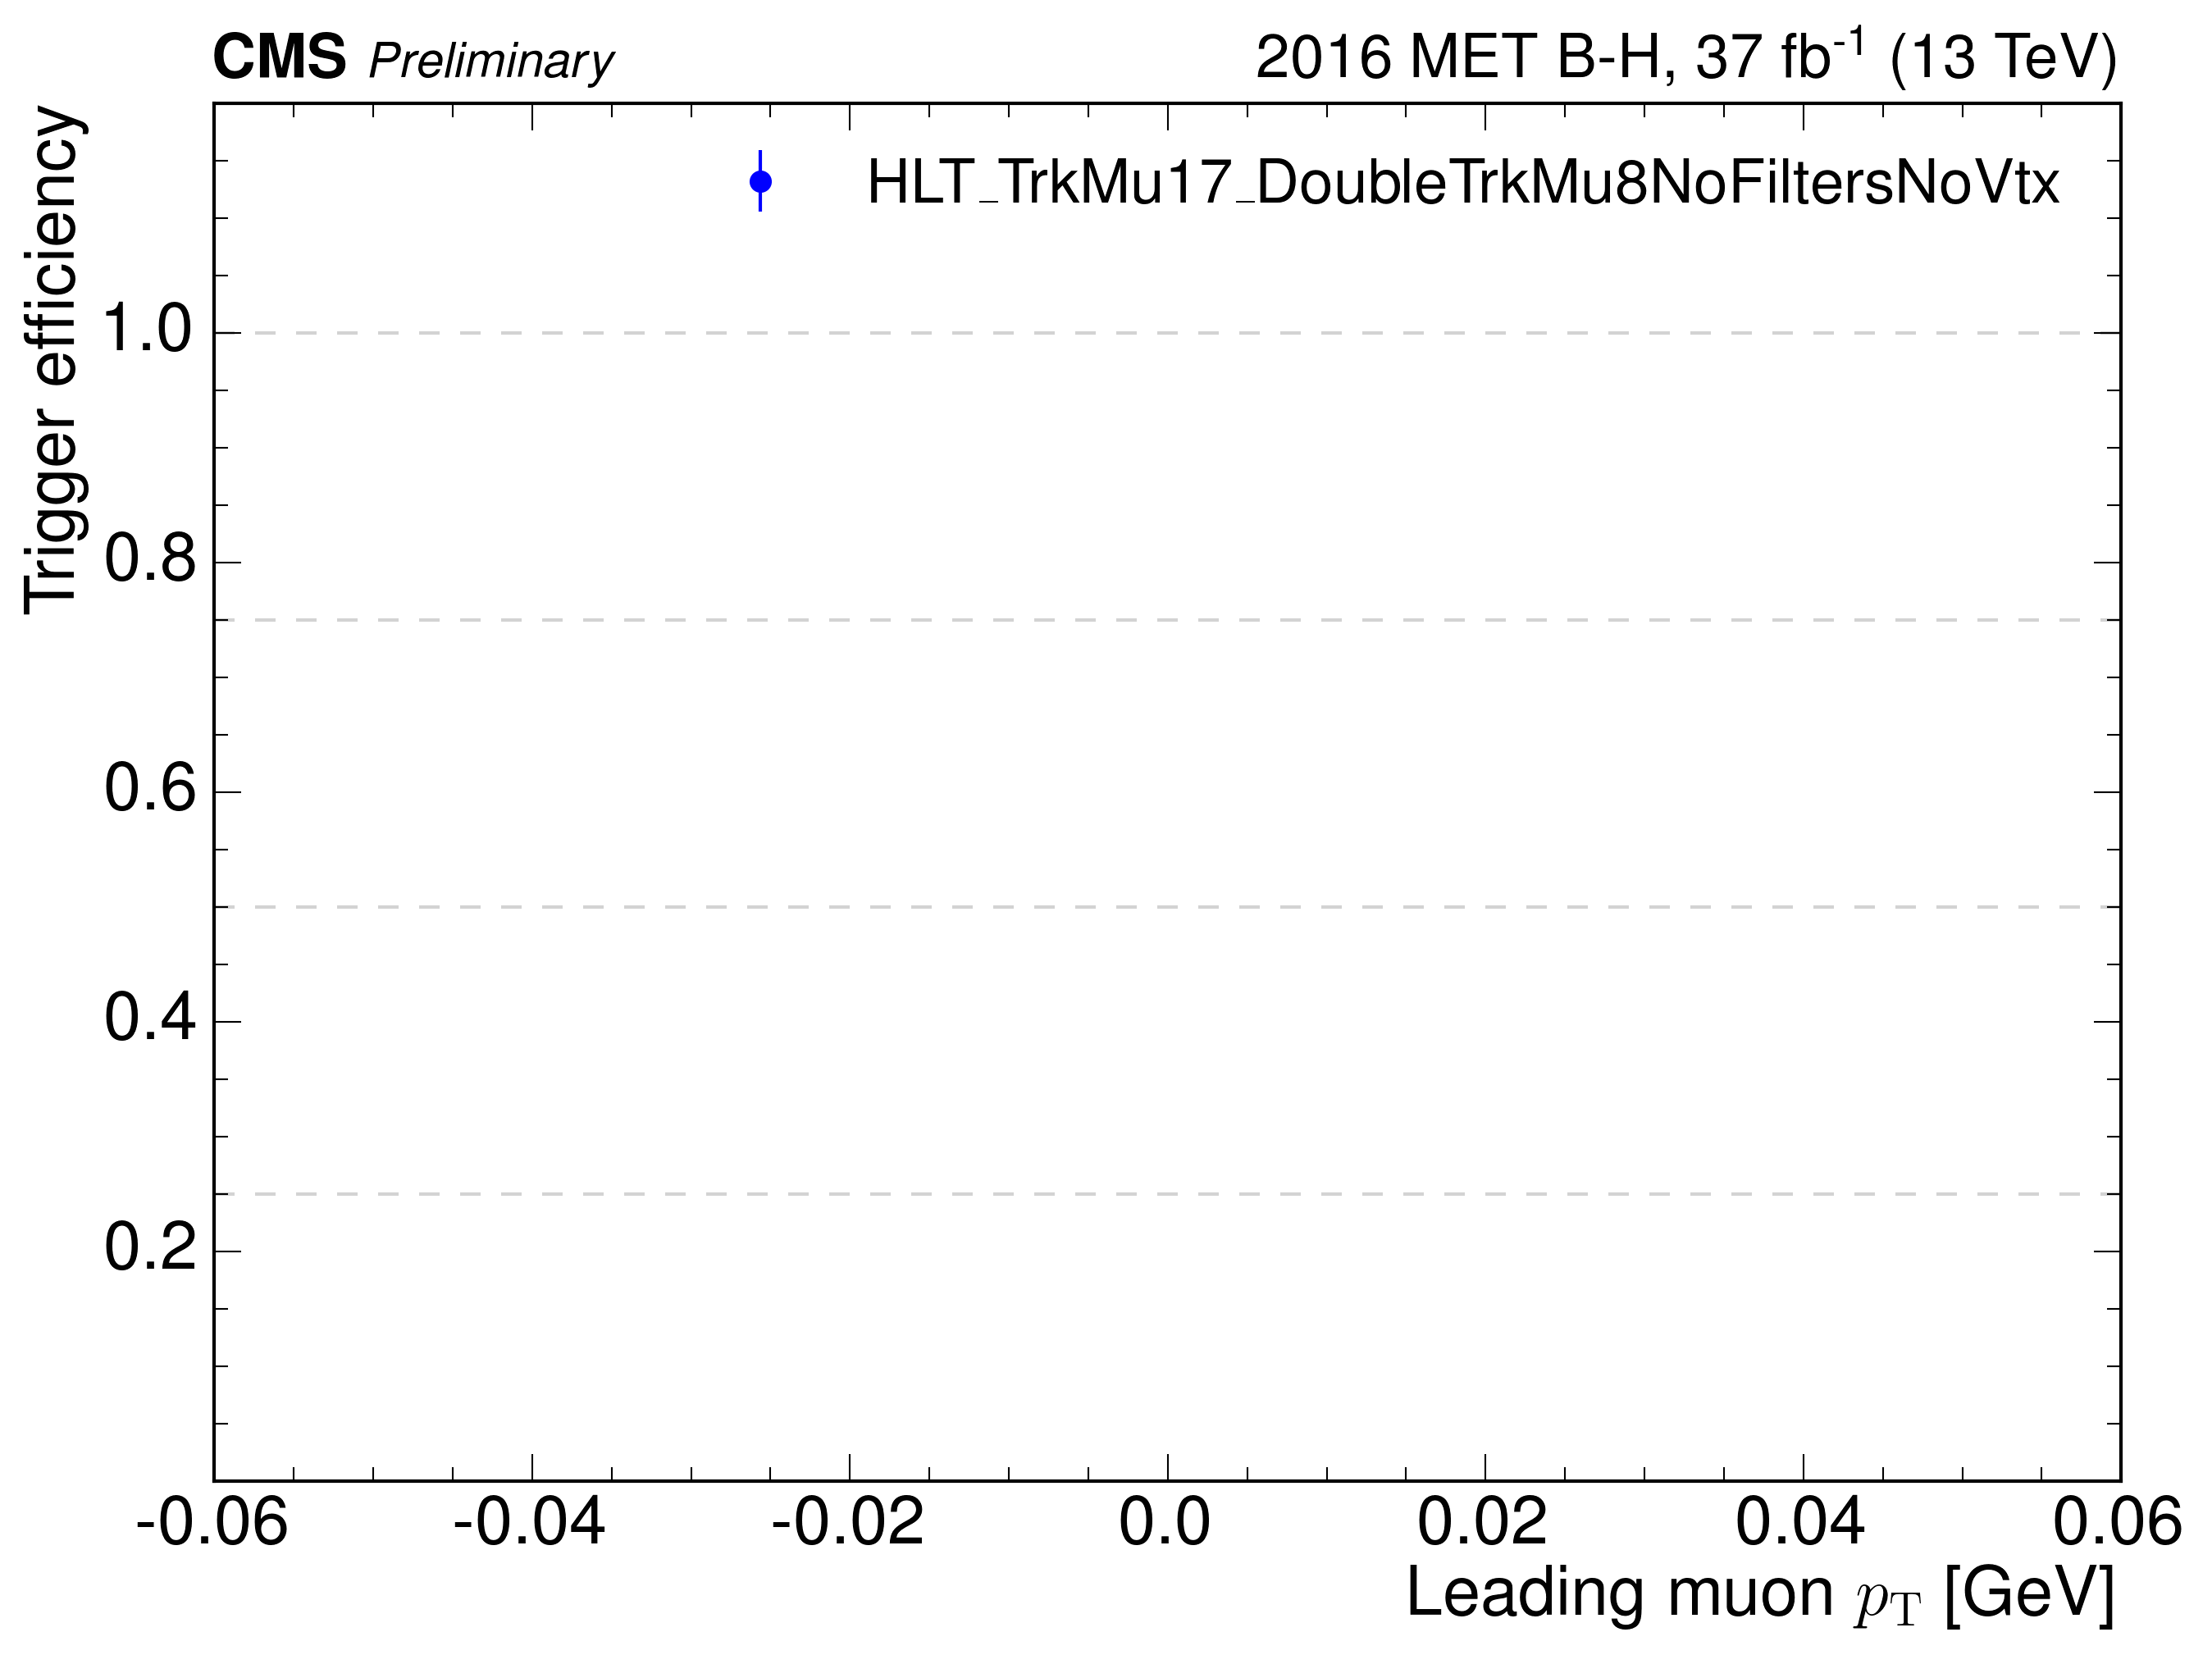 CMS Preliminary 2016 MET B-H, 37 fb⁻¹ (13 TeV)
Trigger efficiency
HLT_TrkMu17_DoubleTrkMu8NoFiltersNoVtx
1.0
0.8
0.6
0.4
0.2
-0.06 -0.04 -0.02 0.0 0.02 0.04 0.06
Leading muon p_T [GeV]